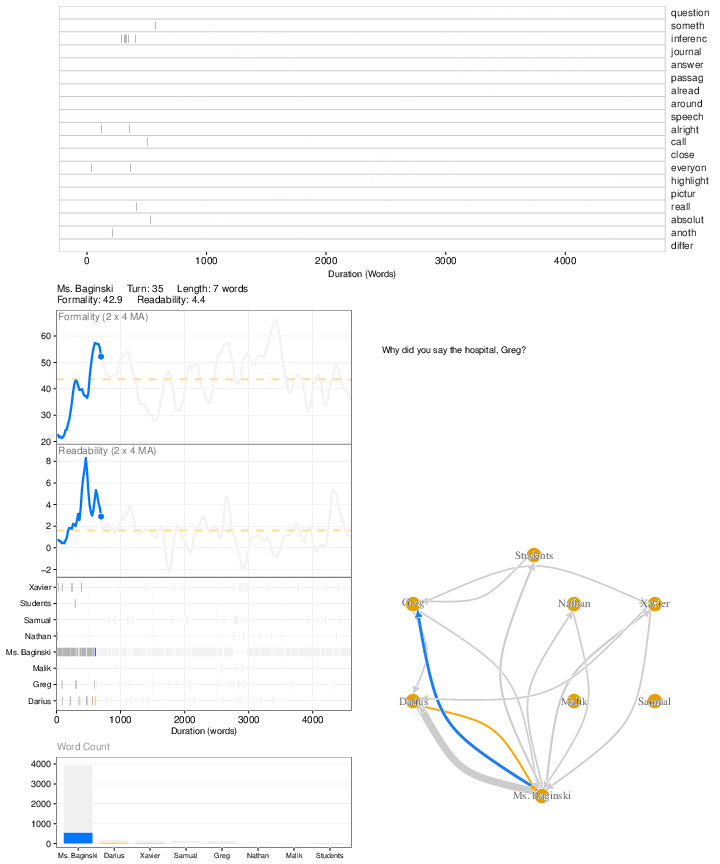 question
someth
inferenc
journal
answer
passag
alread
around
speech
alright
call
close
everyon
highlight
pictur
reall
absolut
anoth
differ
0 1000 2000 3000 4000
Duration (Words)
Ms. Baginski Turn: 35 Length: 7 words
Formality: 42.9 Readability: 4.4
Formality (2 x 4 MA)
60
50
40
30
20
Why did you say the hospital, Greg?
Readability (2 x 4 MA)
8
6
4
2
0
−2
Xavier
Students
Samual
Nathan
Ms. Baginski
Malik
Greg
Darius
0 1000 2000 3000 4000
Duration (words)
Students
Greg Nathan Xavier
Darius Malik Samual
Ms. Baginski
Word Count
4000
3000
2000
1000
0
Ms. Baginski Darius Xavier Samual Greg Nathan Malik Students